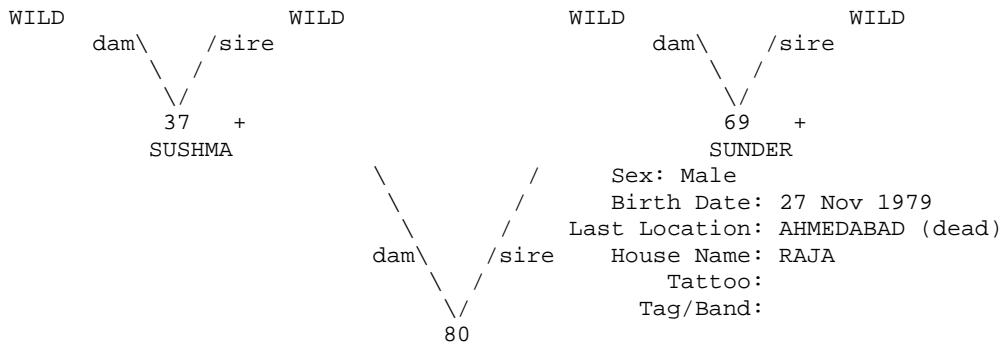 WILD WILD WILD WILD
dam\ /sire dam\ /sire
\ / \ /
\/ \/
37 + 69 +
SUSHMA SUNDER
\ / Sex: Male
\ / Birth Date: 27 Nov 1979
\ / Last Location: AHMEDABAD (dead)
dam\ /sire House Name: RAJA
\ / Tattoo:
\/ Tag/Band:
80